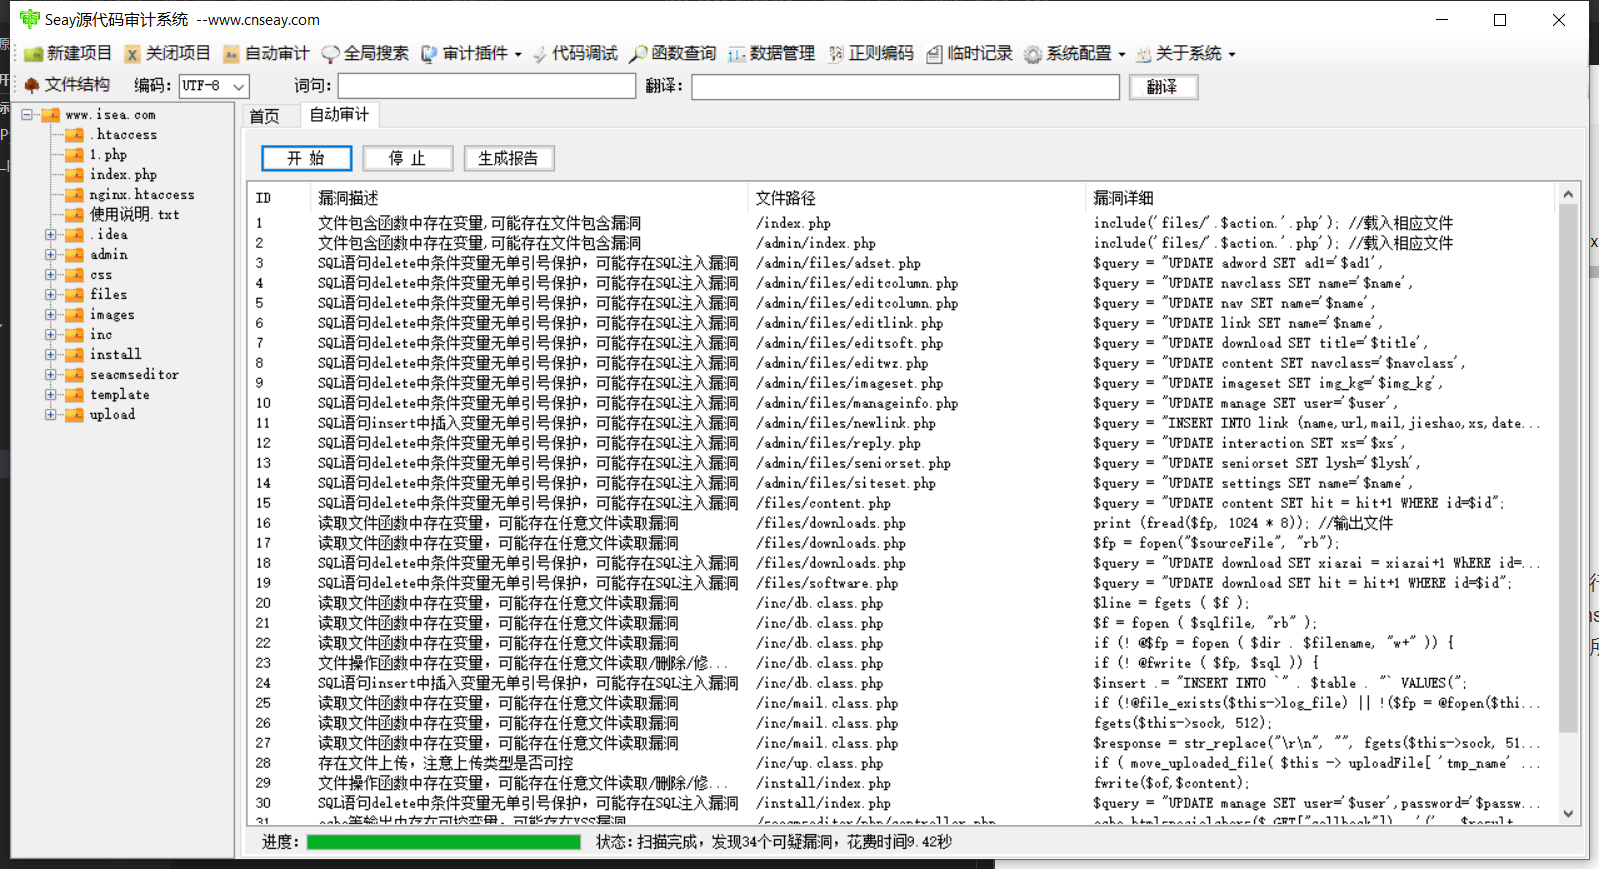 Seay源代码审计系统  --www.cnseay.com
新建项目 关闭项目 自动审计 全局搜索 审计插件 代码调试 函数查询 数据管理 正则编码 临时记录 系统配置 关于系统
文件结构 编码: UTF-8 词句: 翻译: 翻译
www.isea.com
.htaccess
1.php
index.php
nginx.htaccess
使用说明.txt
.idea
admin
css
files
images
inc
install
seacmseditor
template
upload
首页 自动审计
开 始 停 止 生成报告
ID 漏洞描述 文件路径 漏洞详细
1 文件包含函数中存在变量,可能存在文件包含漏洞 /index.php include('files/'.$action.'.php'); //载入相应文件
2 文件包含函数中存在变量,可能存在文件包含漏洞 /admin/index.php include('files/'.$action.'.php'); //载入相应文件
3 SQL语句delete中条件变量无单引号保护，可能存在SQL注入漏洞 /admin/files/adset.php $query = "UPDATE adword SET ad1='$ad1',
4 SQL语句delete中条件变量无单引号保护，可能存在SQL注入漏洞 /admin/files/editcolumn.php $query = "UPDATE navclass SET name='$name',
5 SQL语句delete中条件变量无单引号保护，可能存在SQL注入漏洞 /admin/files/editcolumn.php $query = "UPDATE nav SET name='$name',
6 SQL语句delete中条件变量无单引号保护，可能存在SQL注入漏洞 /admin/files/editlink.php $query = "UPDATE link SET name='$name',
7 SQL语句delete中条件变量无单引号保护，可能存在SQL注入漏洞 /admin/files/editsoft.php $query = "UPDATE download SET title='$title',
8 SQL语句delete中条件变量无单引号保护，可能存在SQL注入漏洞 /admin/files/editwz.php $query = "UPDATE content SET navclass='$navclass',
9 SQL语句delete中条件变量无单引号保护，可能存在SQL注入漏洞 /admin/files/imageset.php $query = "UPDATE imageset SET img_kg='$img_kg',
10 SQL语句delete中条件变量无单引号保护，可能存在SQL注入漏洞 /admin/files/manageinfo.php $query = "UPDATE manage SET user='$user',
11 SQL语句insert中插入变量无单引号保护，可能存在SQL注入漏洞 /admin/files/newlink.php $query = "INSERT INTO link (name,url,mail,jieshao,xs,date...
12 SQL语句delete中条件变量无单引号保护，可能存在SQL注入漏洞 /admin/files/reply.php $query = "UPDATE interaction SET xs='$xs',
13 SQL语句delete中条件变量无单引号保护，可能存在SQL注入漏洞 /admin/files/seniorset.php $query = "UPDATE seniorset SET lysh='$lysh',
14 SQL语句delete中条件变量无单引号保护，可能存在SQL注入漏洞 /admin/files/siteset.php $query = "UPDATE settings SET name='$name',
15 SQL语句delete中条件变量无单引号保护，可能存在SQL注入漏洞 /files/content.php $query = "UPDATE content SET hit = hit+1 WHERE id=$id";
16 读取文件函数中存在变量，可能存在任意文件读取漏洞 /files/downloads.php print (fread($fp, 1024 * 8)); //输出文件
17 读取文件函数中存在变量，可能存在任意文件读取漏洞 /files/downloads.php $fp = fopen("$sourceFile", "rb");
18 SQL语句delete中条件变量无单引号保护，可能存在SQL注入漏洞 /files/downloads.php $query = "UPDATE download SET xiazai = xiazai+1 WhERE id=...
19 SQL语句delete中条件变量无单引号保护，可能存在SQL注入漏洞 /files/software.php $query = "UPDATE download SET hit = hit+1 WHERE id=$id";
20 读取文件函数中存在变量，可能存在任意文件读取漏洞 /inc/db.class.php $line = fgets ( $f );
21 读取文件函数中存在变量，可能存在任意文件读取漏洞 /inc/db.class.php $f = fopen ( $sqlfile, "rb" );
22 读取文件函数中存在变量，可能存在任意文件读取漏洞 /inc/db.class.php if (! @$fp = fopen ( $dir . $filename, "w+" )) {
23 文件操作函数中存在变量，可能存在任意文件读取/删除/修... /inc/db.class.php if (! @fwrite ( $fp, $sql )) {
24 SQL语句insert中插入变量无单引号保护，可能存在SQL注入漏洞 /inc/db.class.php $insert .= "INSERT INTO `" . $table . "` VALUES(";
25 读取文件函数中存在变量，可能存在任意文件读取漏洞 /inc/mail.class.php if (!@file_exists($this->log_file) || !($fp = @fopen($thi...
26 读取文件函数中存在变量，可能存在任意文件读取漏洞 /inc/mail.class.php fgets($this->sock, 512);
27 读取文件函数中存在变量，可能存在任意文件读取漏洞 /inc/mail.class.php $response = str_replace("\r\n", "", fgets($this->sock, 51...
28 存在文件上传，注意上传类型是否可控 /inc/up.class.php if ( move_uploaded_file( $this -> uploadFile[ 'tmp_name' ...
29 文件操作函数中存在变量，可能存在任意文件读取/删除/修... /install/index.php fwrite($of,$content);
30 SQL语句delete中条件变量无单引号保护，可能存在SQL注入漏洞 /install/index.php $query = "UPDATE manage SET user='$user',password='$passw...
31 echo等输出中存在可控变量，可能存在XSS漏洞 /seacmseditor/php/controller.php echo htmlspecialchars($_GET["callback"]) . '(' . $result
进度: 状态: 扫描完成，发现34个可疑漏洞，花费时间9.42秒